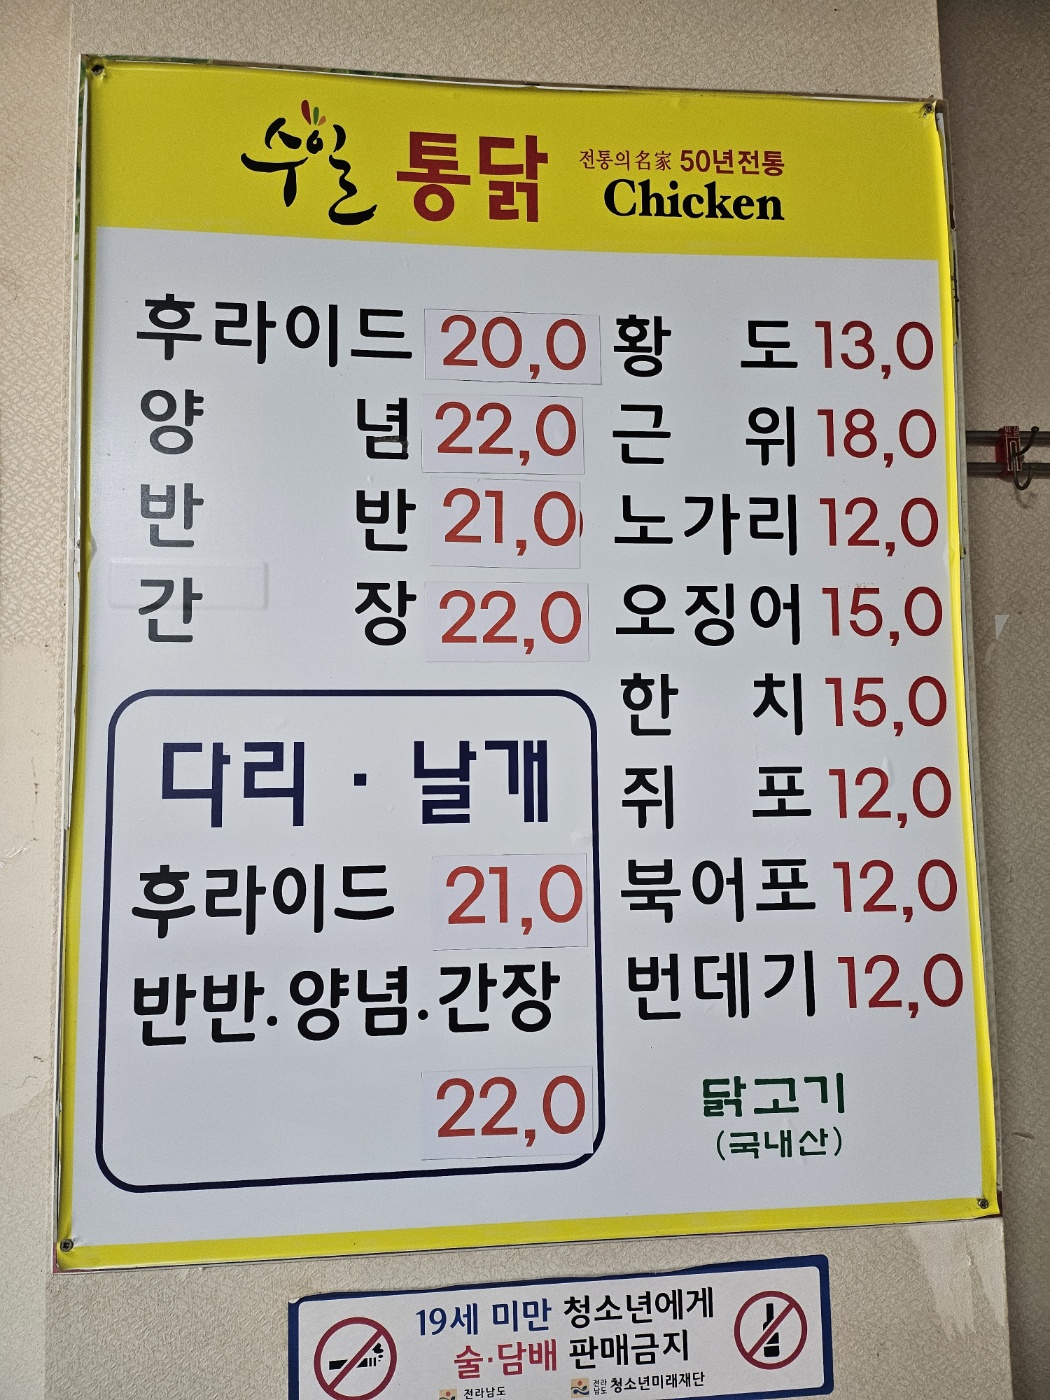 수일 통닭 전통의 名家 50년전통
Chicken
후라이드 20,0
양념 22,0
반반 21,0
간장 22,0
다리 · 날개
후라이드 21,0
반반.양념.간장
22,0
황도 13,0
근위 18,0
노가리 12,0
오징어 15,0
한치 15,0
쥐포 12,0
북어포 12,0
번데기 12,0
닭고기
(국내산)
19세 미만 청소년에게
술·담배 판매금지
전라남도 전라남도 청소년미래재단